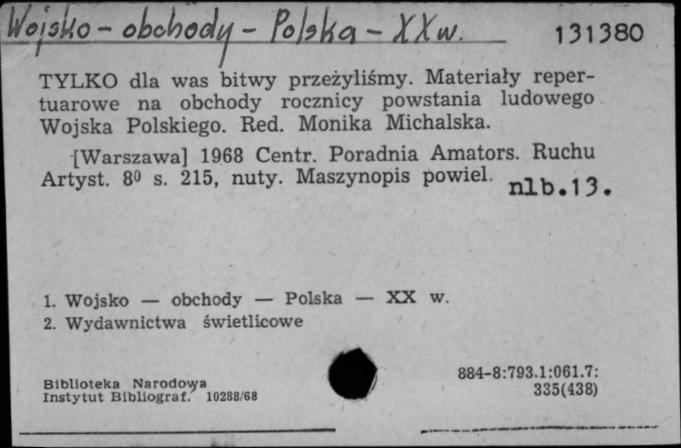 Wojsko - obchody - Polska - XX w. 131380
TYLKO dla was bitwy przeżyliśmy. Materiały reper-
tuarowe na obchody rocznicy powstania ludowego
Wojska Polskiego. Red. Monika Michalska.
[Warszawa] 1968 Centr. Poradnia Amators. Ruchu
Artyst. 8⁰ s. 215, nuty. Maszynopis powiel. nlb.13.
1. Wojsko — obchody — Polska — XX w.
2. Wydawnictwa świetlicowe
Biblioteka Narodowa
Instytut Bibliograf. 10288/68
884-8:793.1:061.7:
335(438)